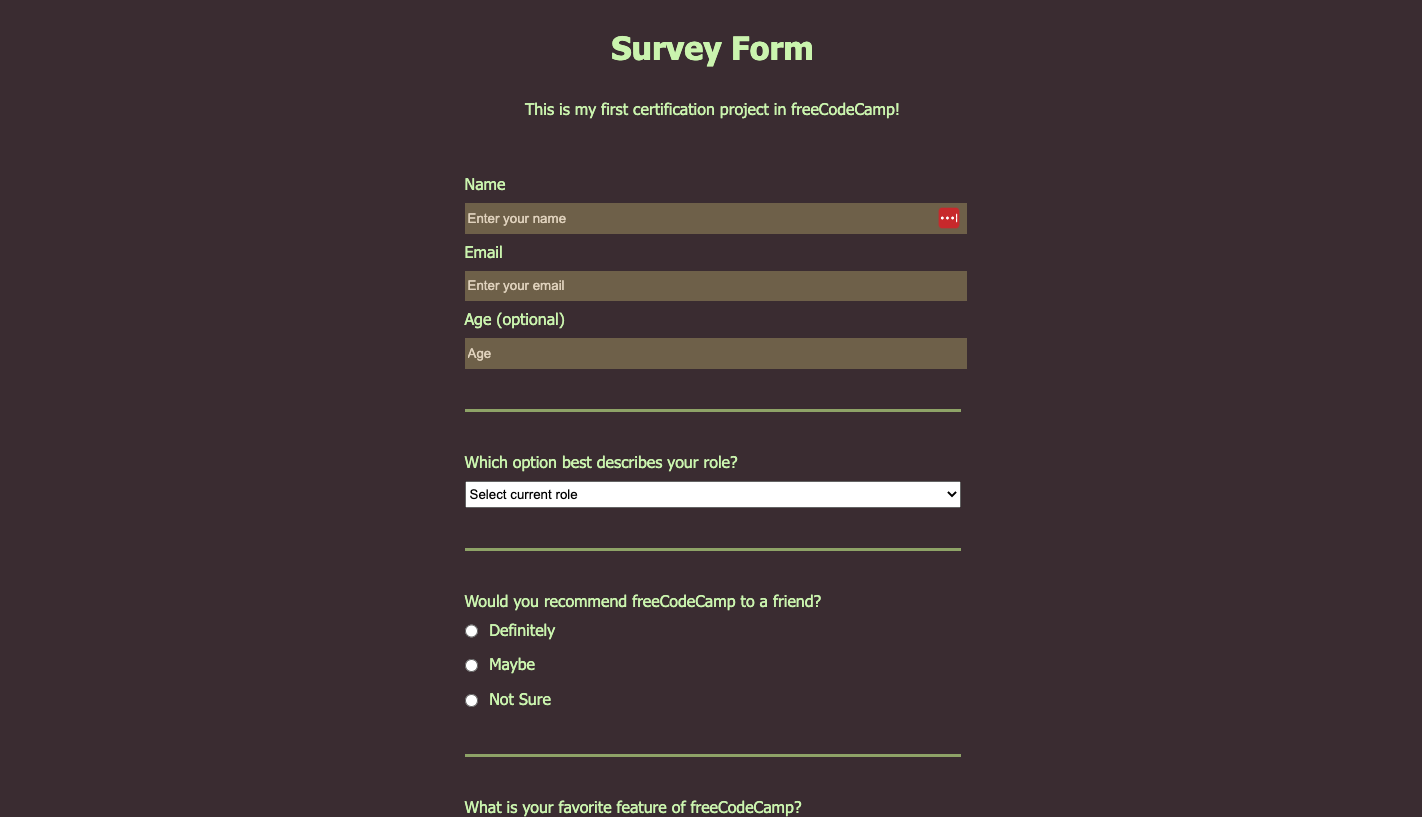 Survey Form
This is my first certification project in freeCodeCamp!
Name
Enter your name
Email
Enter your email
Age (optional)
Age
Which option best describes your role?
Select current role
Would you recommend freeCodeCamp to a friend?
Definitely
Maybe
Not Sure
What is your favorite feature of freeCodeCamp?